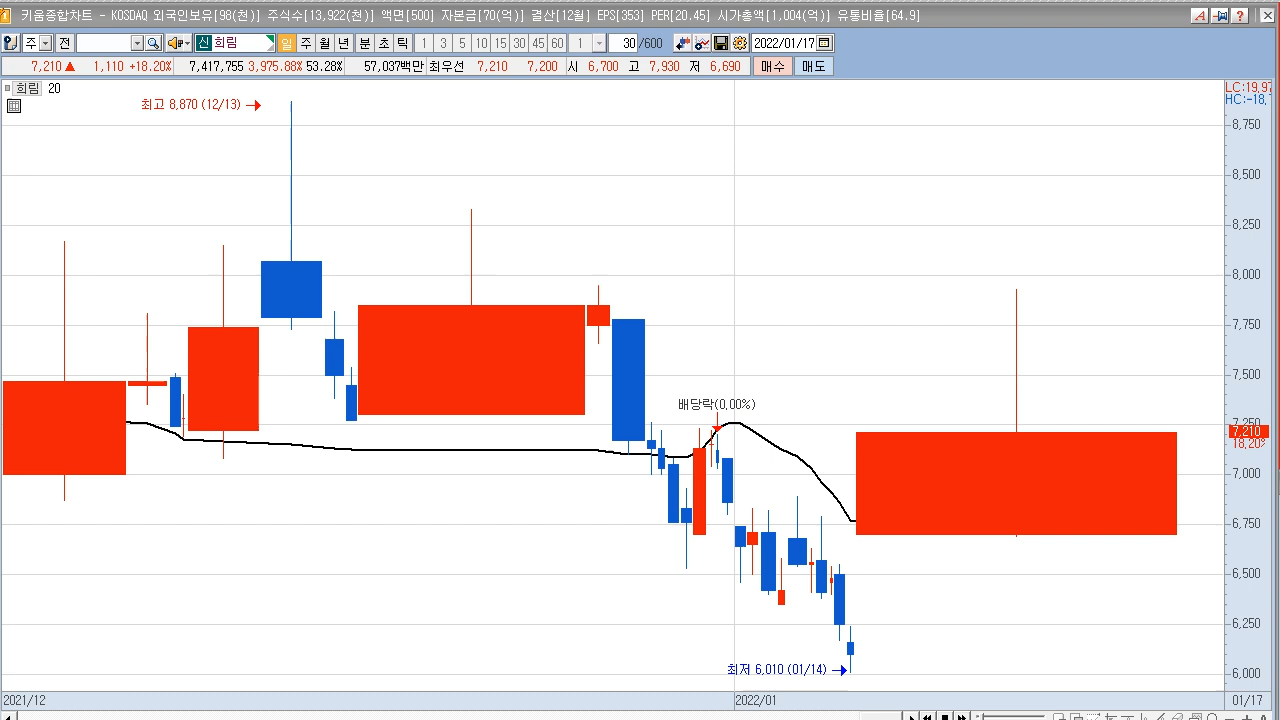 키움종합차트 - KOSDAQ 외국인보유[98(천)] 주식수[13,922(천)] 액면[500] 자본금[70(억)] 결산[12월] EPS[353] PER[20.45] 시가총액[1,004(억)] 유통비율[64.9]
주 전 신 희림 일 주 월 년 분 초 틱 1 3 5 10 15 30 45 60 1 30 /600 2022/01/17
7,210 ▲ 1,110 +18.20% 7,417,755 3,975.88% 53.28% 57,037백만 최우선 7,210 7,200 시 6,700 고 7,930 저 6,690 매수 매도
희림 20
LC:19.97
HC:-18.
최고 8,870 (12/13) →
8,750
8,500
8,250
8,000
7,750
7,500
배당락(0.00%)
7,250
7,210
18.20%
7,000
6,750
6,500
6,250
최저 6,010 (01/14) →
6,000
2021/12 2022/01 01/17